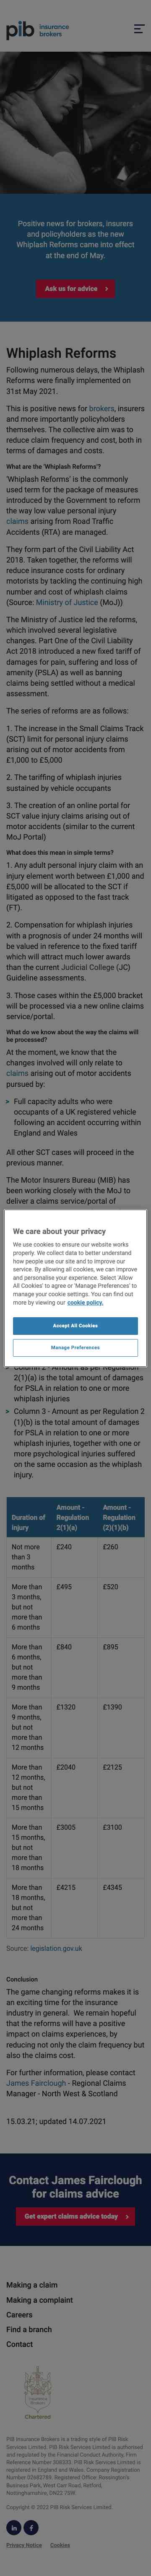 pib insurance
brokers
Positive news for brokers, insurers
and policyholders as the new
Whiplash Reforms came into effect
at the end of May.
Ask us for advice
Whiplash Reforms
Following numerous delays, the Whiplash
Reforms were finally implemented on
31st May 2021.
This is positive news for brokers, insurers
and more importantly policyholders
themselves. The collective aim was to
reduce claim frequency and cost, both in
terms of damages and costs.
What are the 'Whiplash Reforms'?
'Whiplash Reforms' is the commonly
used term for the package of measures
introduced by the government to reform
the way low value personal injury
claims arising from Road Traffic
Accidents (RTA) are managed.
They form part of the Civil Liability Act
2018. Taken together, the reforms will
reduce insurance costs for ordinary
motorists by tackling the continuing high
number and cost of whiplash claims
(Source: Ministry of Justice (MoJ))
The Ministry of Justice led reforms,
which involved several legislative
changes. Part One of the Civil Liability
Act 2018 introduced a new fixed tariff of
damages for pain, suffering and loss of
amenity (PSLA) as well as banning
claims being settled without a medical
assessment.
The series of reforms are as follows:
1. The increase in the Small Claims Track
(SCT) limit for personal injury claims
arising out of motor accidents from
£1,000 to £5,000
2. The tariffing of whiplash injuries
sustained by vehicle occupants
3. The creation of an online portal for
SCT value injury claims arising out of
motor accidents (similar to the current
MoJ Portal)
What does this mean in simple terms?
1. Any adult personal injury claim with an
injury element worth between £1,000 and
£5,000 will be allocated to the SCT if
litigated as opposed to the fast track
(FT).
2. Compensation for whiplash injuries
with a prognosis of under 24 months will
be valued in reference to the fixed tariff
which will attract much lower awards
than the current Judicial College (JC)
Guideline assessments.
3. Those cases within the £5,000 bracket
will be processed via a new online claims
service/portal.
What do we know about the way the claims will
be processed?
At the moment, we know that the
changes involved will only relate to
claims arising out of motor accidents
pursued by:
Full capacity adults who were
occupants of a UK registered vehicle
following an accident which occurred
within England and Wales
All other SCT cases will proceed in the
previous manner.
The Motor Insurers Bureau (MIB) has
been working closely with the MoJ to
deliver a simple to use and
We care about your privacy
We use cookies to ensure our website works
properly. We collect data to understand
how people use our site and to improve our
service. By allowing cookies, we can enrich
and personalise your experience. Select Allow
All Cookies' to agree or 'Manage Preferences' to
manage your cookie settings. You can find out
more by viewing our cookie policy.
Accept All Cookies
Manage Preferences
Column 2 - Amount as per Regulation
2(1)(a) is the total amount of damages
for PSLA in relation to one or more
whiplash injuries.
Column 3 - Amount as per Regulation 2
(1)(b) is the total amount of damages
for PSLA in relation to both one or
more whiplash injuries and one or
more minor psychological injuries
suffered on the same occasion as the
whiplash injury.
Duration of injury | Amount - Regulation 2(1)(a) | Amount - Regulation (2)(1)(b)
Not more than 3 months | £240 | £260
More than 3 months, but not more than 6 months | £495 | £520
More than 6 months, but not more than 9 months | £840 | £895
More than 9 months, but not more than 12 months | £1320 | £1390
More than 12 months, but not more than 15 months | £2040 | £2125
More than 15 months, but not more than 18 months | £3005 | £3100
More than 18 months, but not more than 24 months | £4215 | £4345
Source: legislation.gov.uk
Conclusion
The game changing reforms makes it is
an exciting time for the insurance
industry in general. We remain hopeful
that the reforms will have a positive
impact on claims experiences, by
reducing not only the claim frequency but
also the claims cost.
For further information, please contact
James Fairclough - Regional Claims
Manager - North West & Scotland
15.03.21; updated 14.07.2021
Contact James Fairclough
for claims advice
Get expert claims advice today
Making a claim
Making a complaint
Careers
Find a branch
Contact
Chartered
PIB Insurance Brokers is a trading style of PIB Risk
Services Limited. PIB Risk Services Limited is authorised
and regulated by the Financial Conduct Authority, Firm
Reference Number 308333. PIB Risk Services Limited is
registered in England and Wales. Company Registration
Number 02682789. Registered Office: Rossington's
Business Park, West Carr Road, Retford,
Nottinghamshire, DN22 7SW.
Copyright © 2022 PIB Risk Services Limited
Privacy Notice Cookies